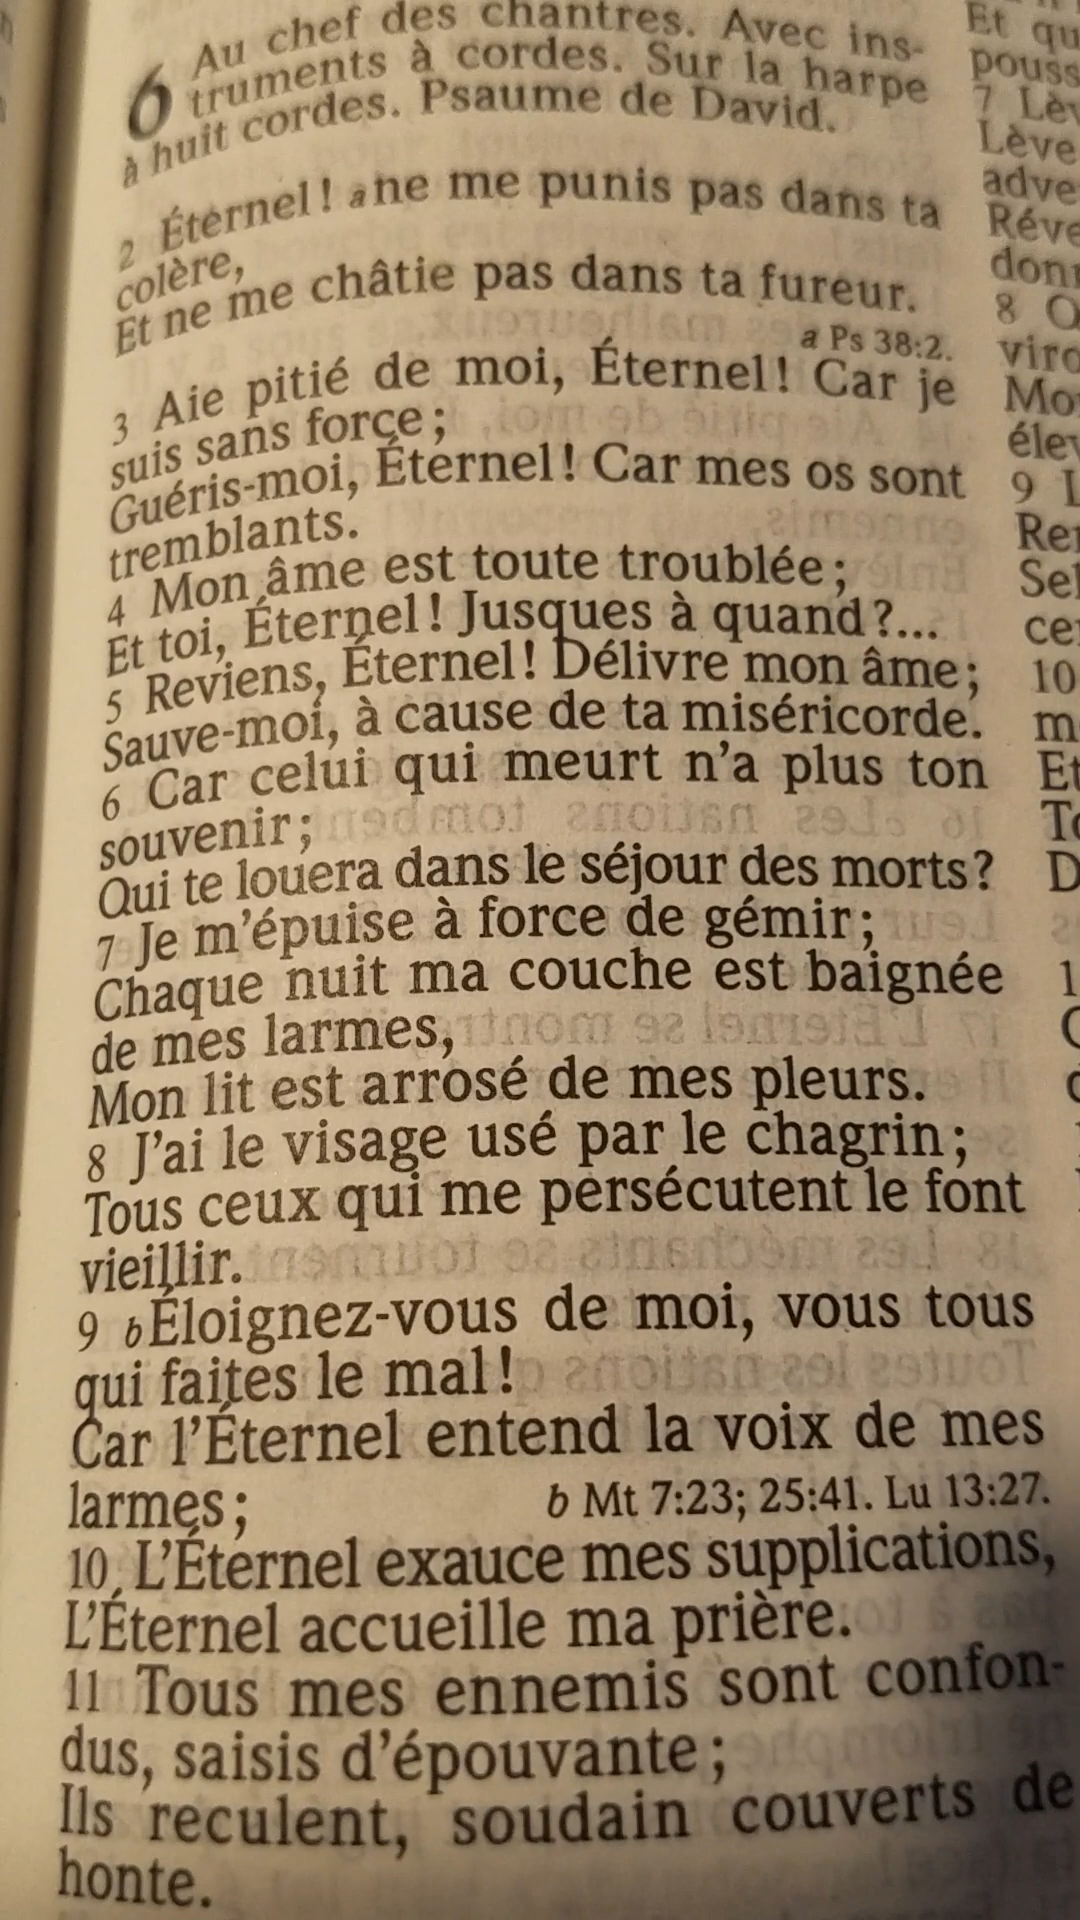 6 Au chef des chantres. Avec ins-
truments à cordes. Sur la harpe
à huit cordes. Psaume de David.
2 Éternel ! a ne me punis pas dans ta
colère,
Et ne me châtie pas dans ta fureur.
a Ps 38:2.
3 Aie pitié de moi, Éternel ! Car je
suis sans force ;
Guéris-moi, Éternel ! Car mes os sont
tremblants.
4 Mon âme est toute troublée ;
Et toi, Éternel ! Jusques à quand ?...
5 Reviens, Éternel ! Délivre mon âme ;
Sauve-moi, à cause de ta miséricorde.
6 Car celui qui meurt n'a plus ton
souvenir ;
Qui te louera dans le séjour des morts ?
7 Je m'épuise à force de gémir ;
Chaque nuit ma couche est baignée
de mes larmes,
Mon lit est arrosé de mes pleurs.
8 J'ai le visage usé par le chagrin ;
Tous ceux qui me persécutent le font
vieillir.
9 b Éloignez-vous de moi, vous tous
qui faites le mal !
Car l'Éternel entend la voix de mes
larmes ;  b Mt 7:23; 25:41. Lu 13:27.
10 L'Éternel exauce mes supplications,
L'Éternel accueille ma prière.
11 Tous mes ennemis sont confon-
dus, saisis d'épouvante ;
Ils reculent, soudain couverts de
honte.
Et
7
Lève
8
9
10
Et